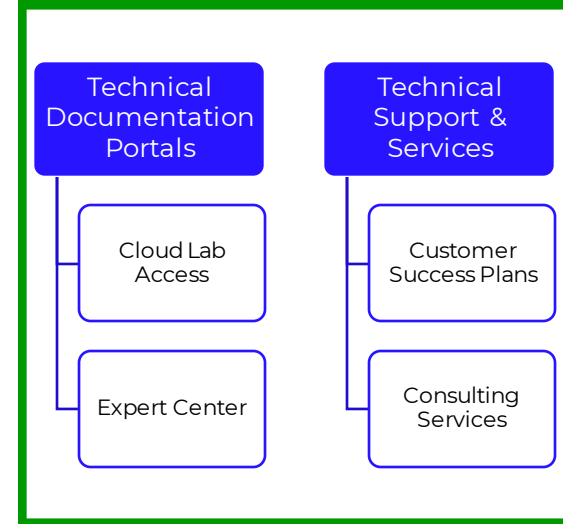 Technical
Documentation
Portals
Cloud Lab
Access
Expert Center
Technical
Support &
Services
Customer
Success Plans
Consulting
Services